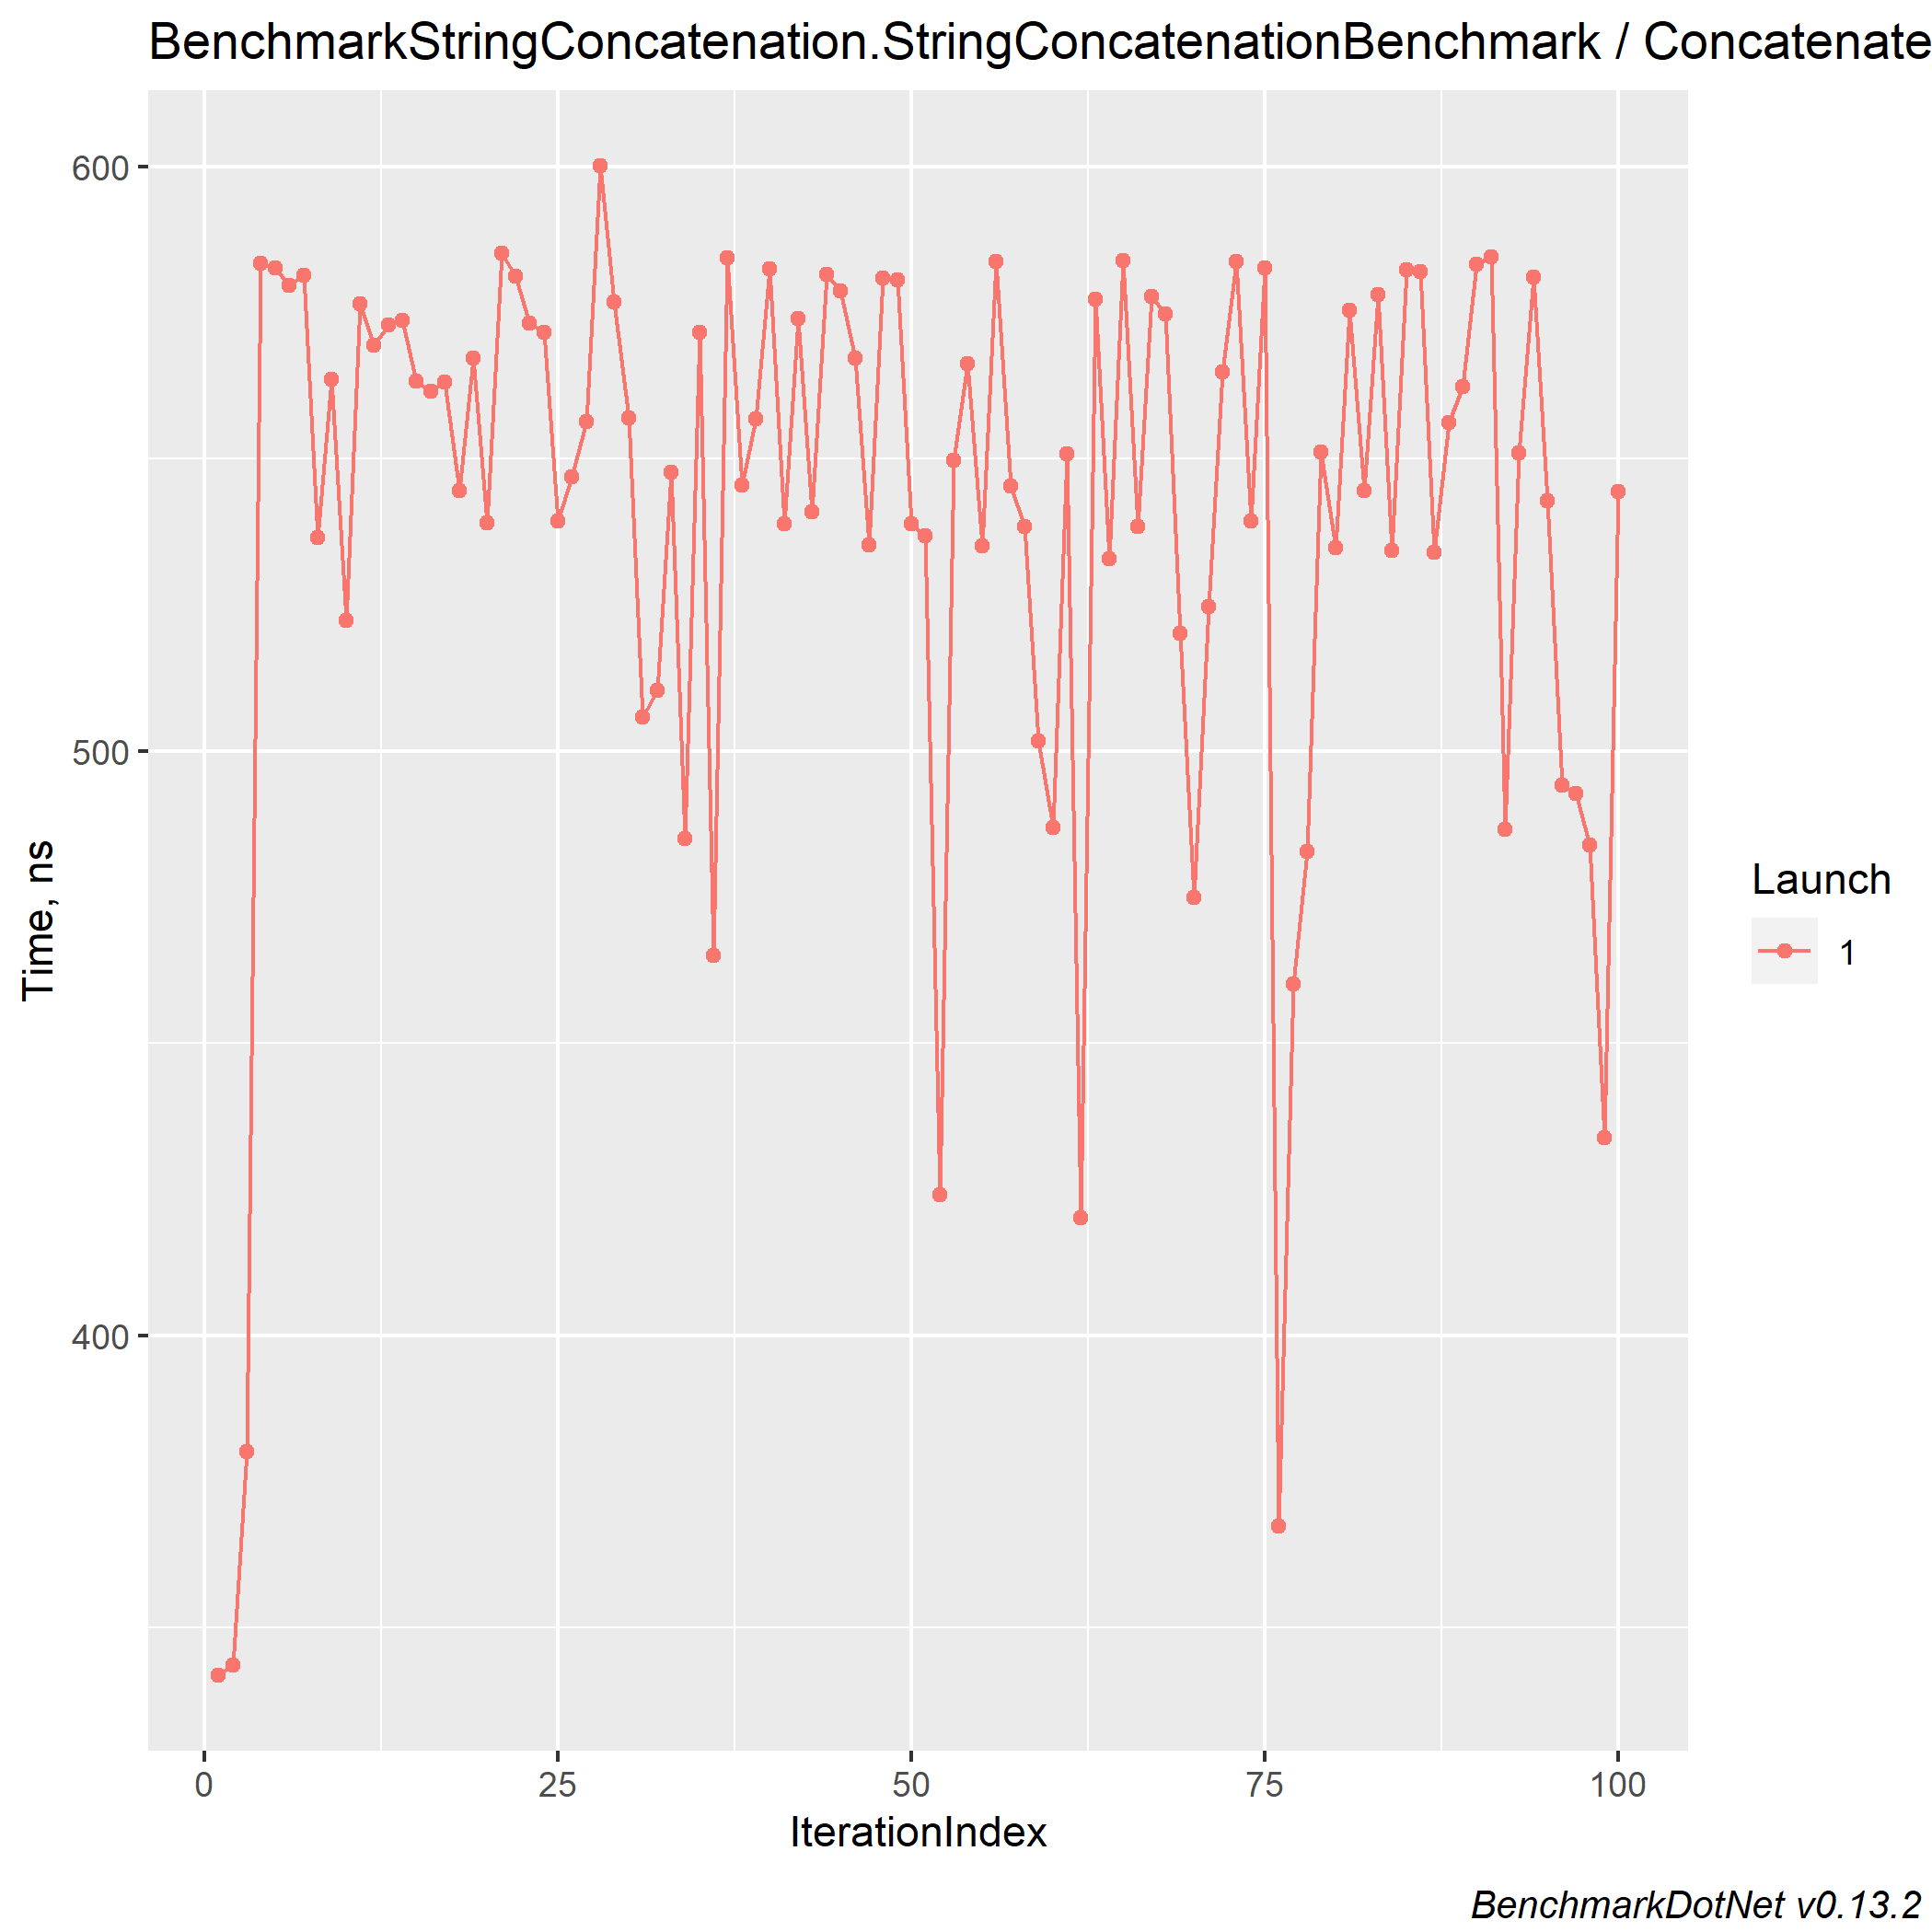 BenchmarkStringConcatenation.StringConcatenationBenchmark / Concatenate
600
500
400
Time, ns
0 25 50 75 100
IterationIndex
Launch
1
BenchmarkDotNet v0.13.2